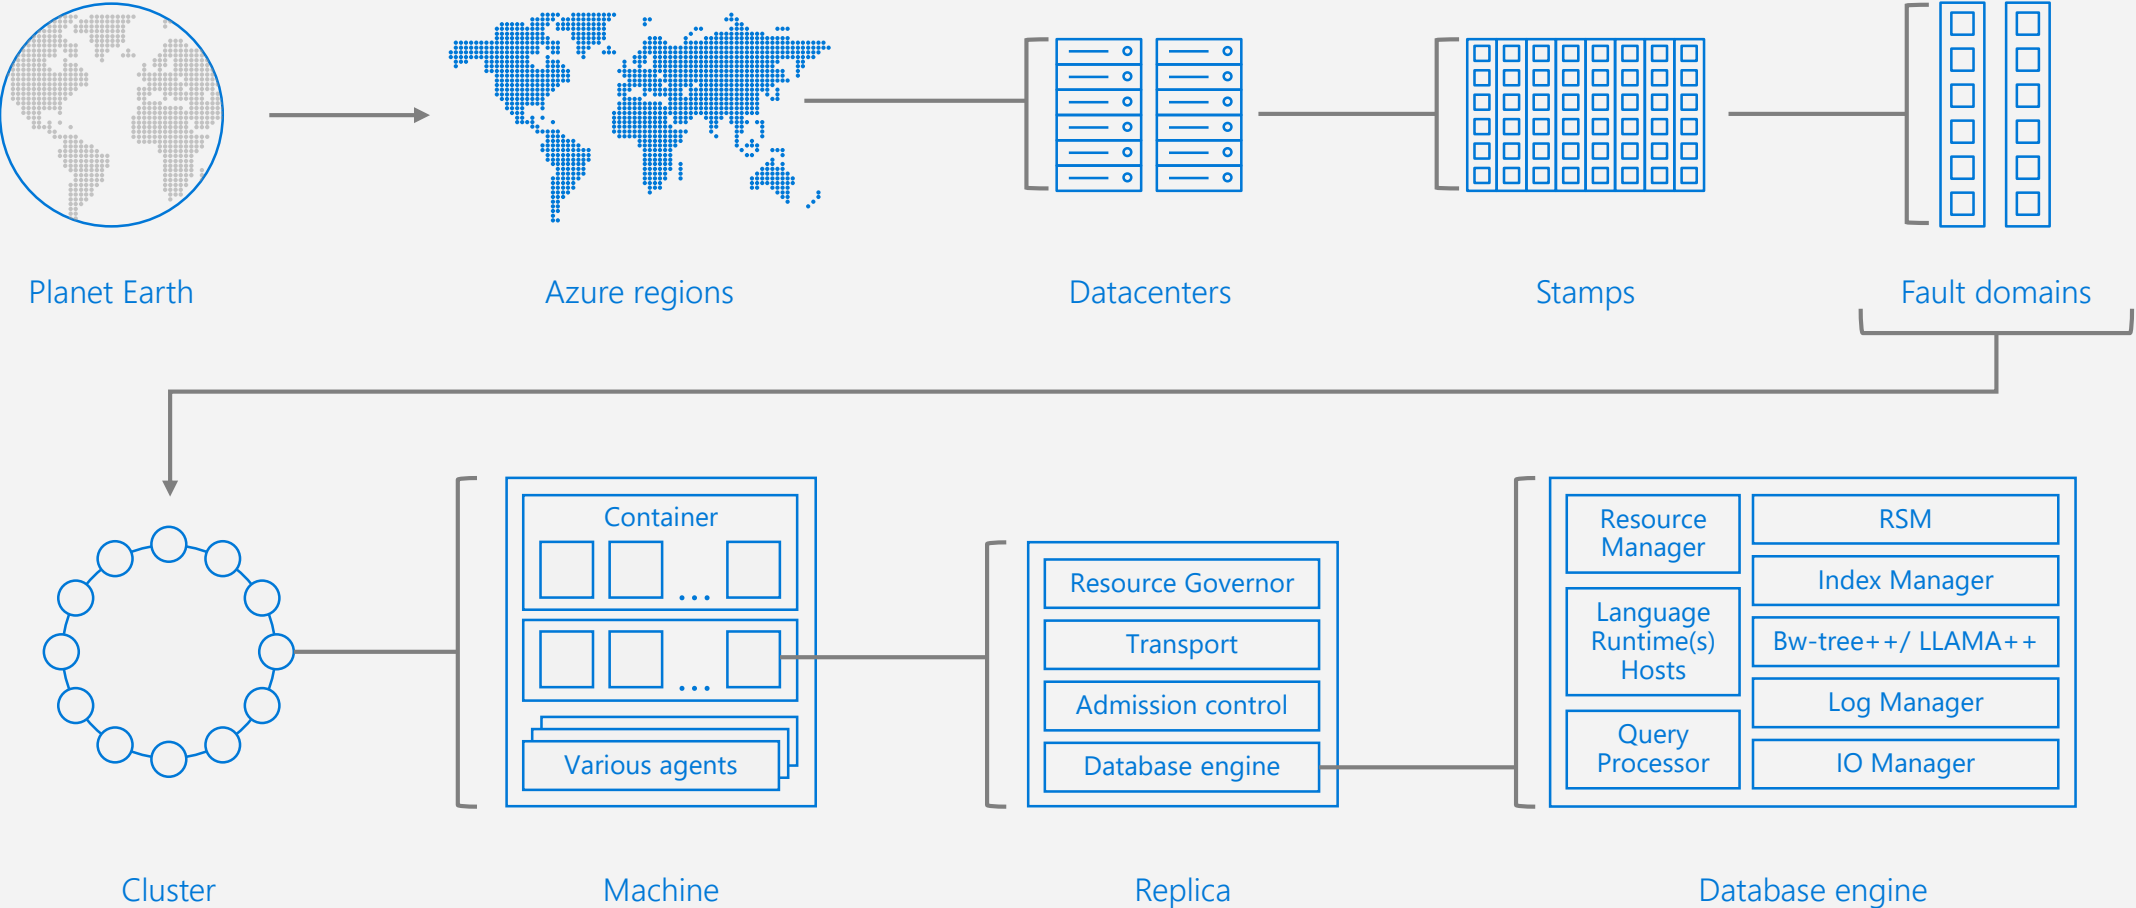 Planet Earth
Azure regions
Datacenters
Stamps
Fault domains
Container
...
...
Various agents
Resource Governor
Transport
Admission control
Database engine
Resource
Manager
Language
Runtime(s)
Hosts
Query
Processor
RSM
Index Manager
Bw-tree++/ LLAMA++
Log Manager
IO Manager
Cluster
Machine
Replica
Database engine